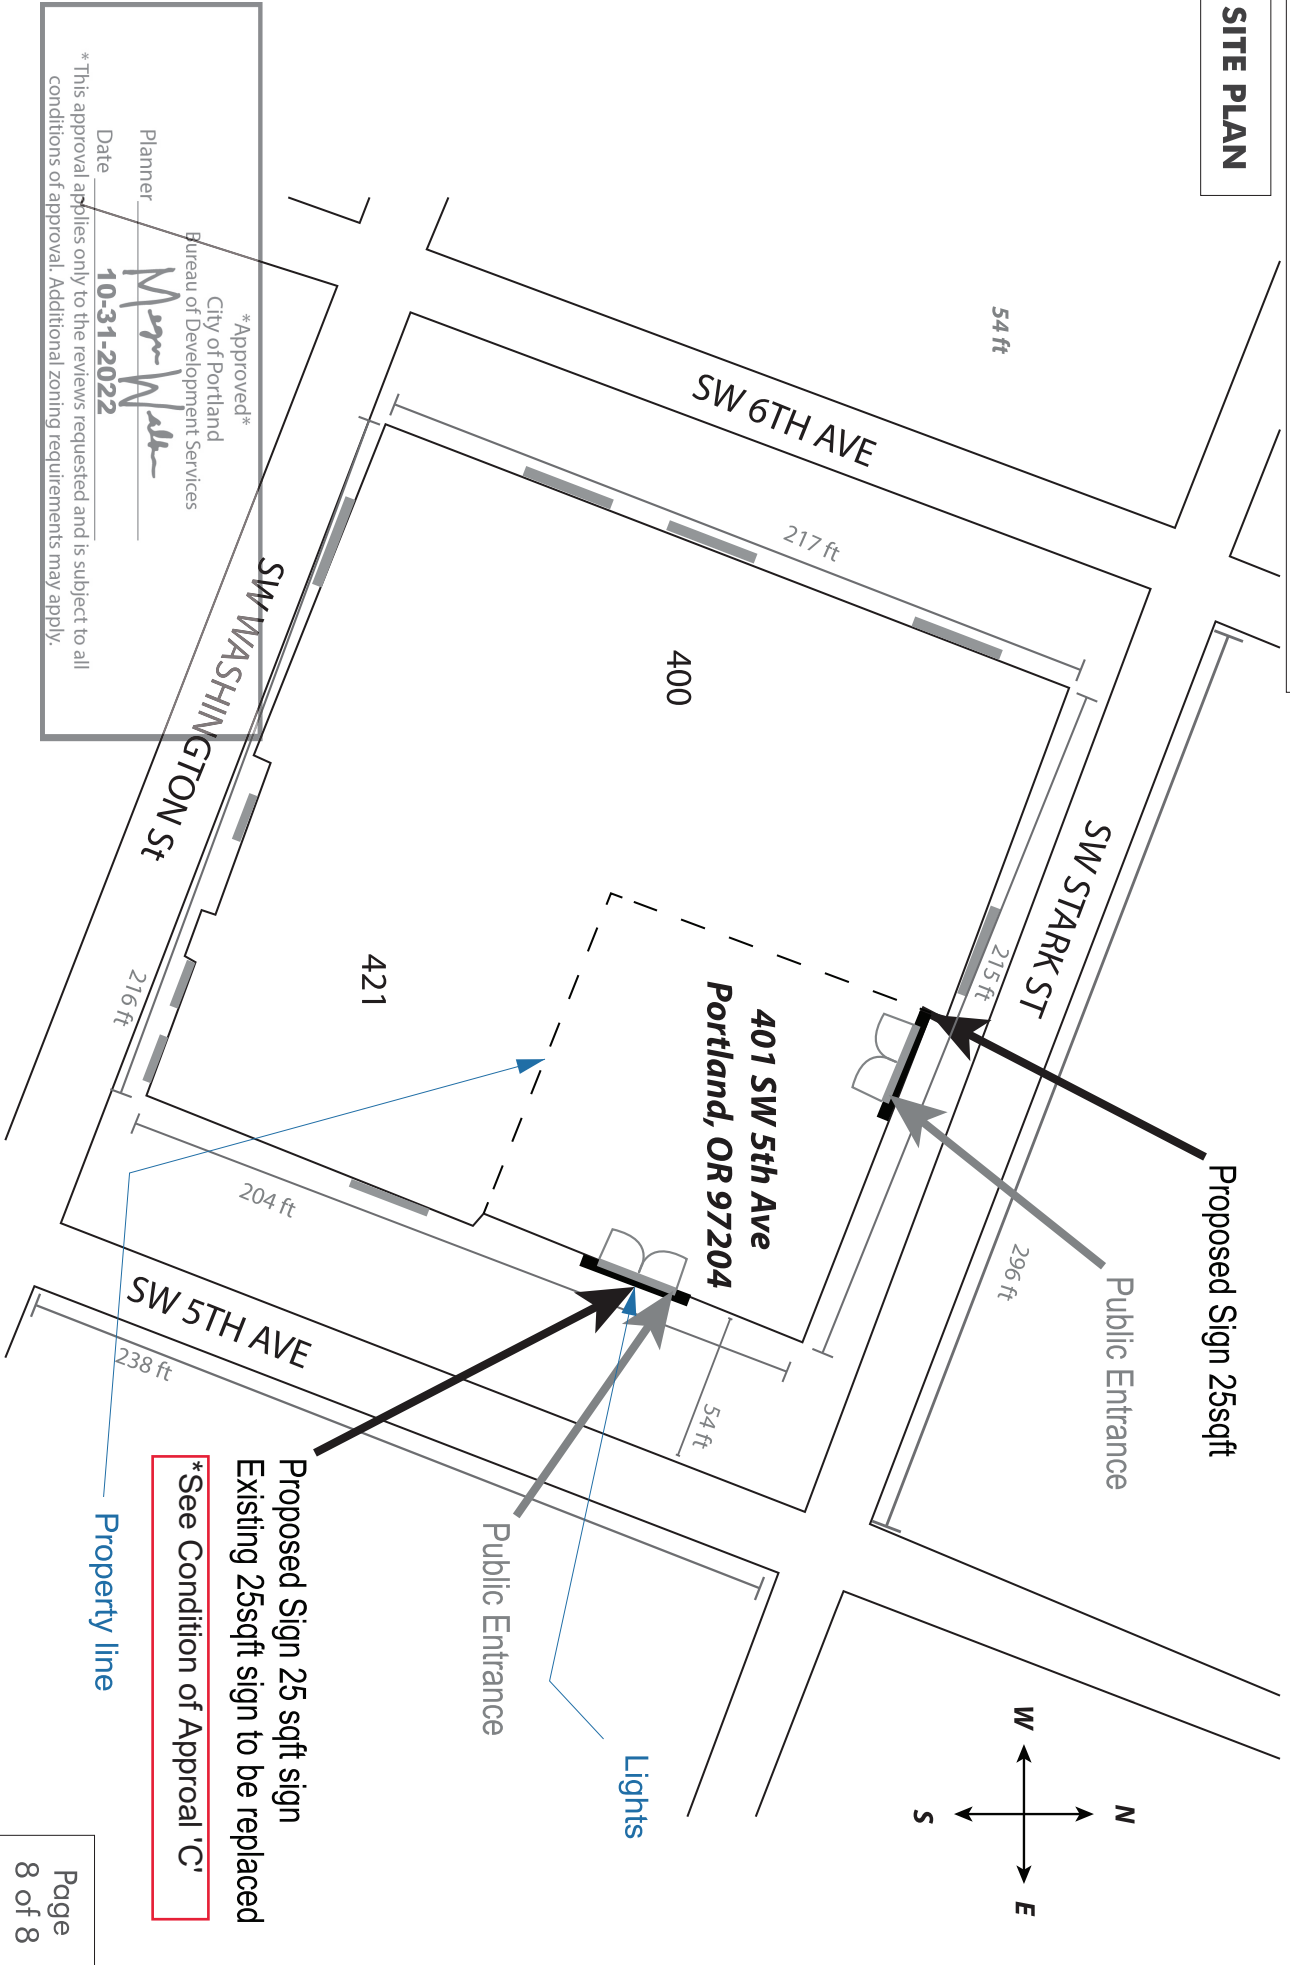 SITE PLAN
54 ft
SW 6TH AVE
217 ft
400
SW STARK ST
215 ft
296 ft
Proposed Sign 25sqft
Public Entrance
401 SW 5th Ave
Portland, OR 97204
421
SW WASHINGTON St
216 ft
204 ft
54 ft
SW 5TH AVE
238 ft
N
W
E
S
Lights
Public Entrance
Proposed Sign 25 sqft sign
Existing 25sqft sign to be replaced
*See Condition of Approal 'C'
Property line
*Approved*
City of Portland
Bureau of Development Services
Planner Megan Walker
Date 10-31-2022
*This approval applies only to the reviews requested and is subject to all
conditions of approval. Additional zoning requirements may apply.
Page
8 of 8